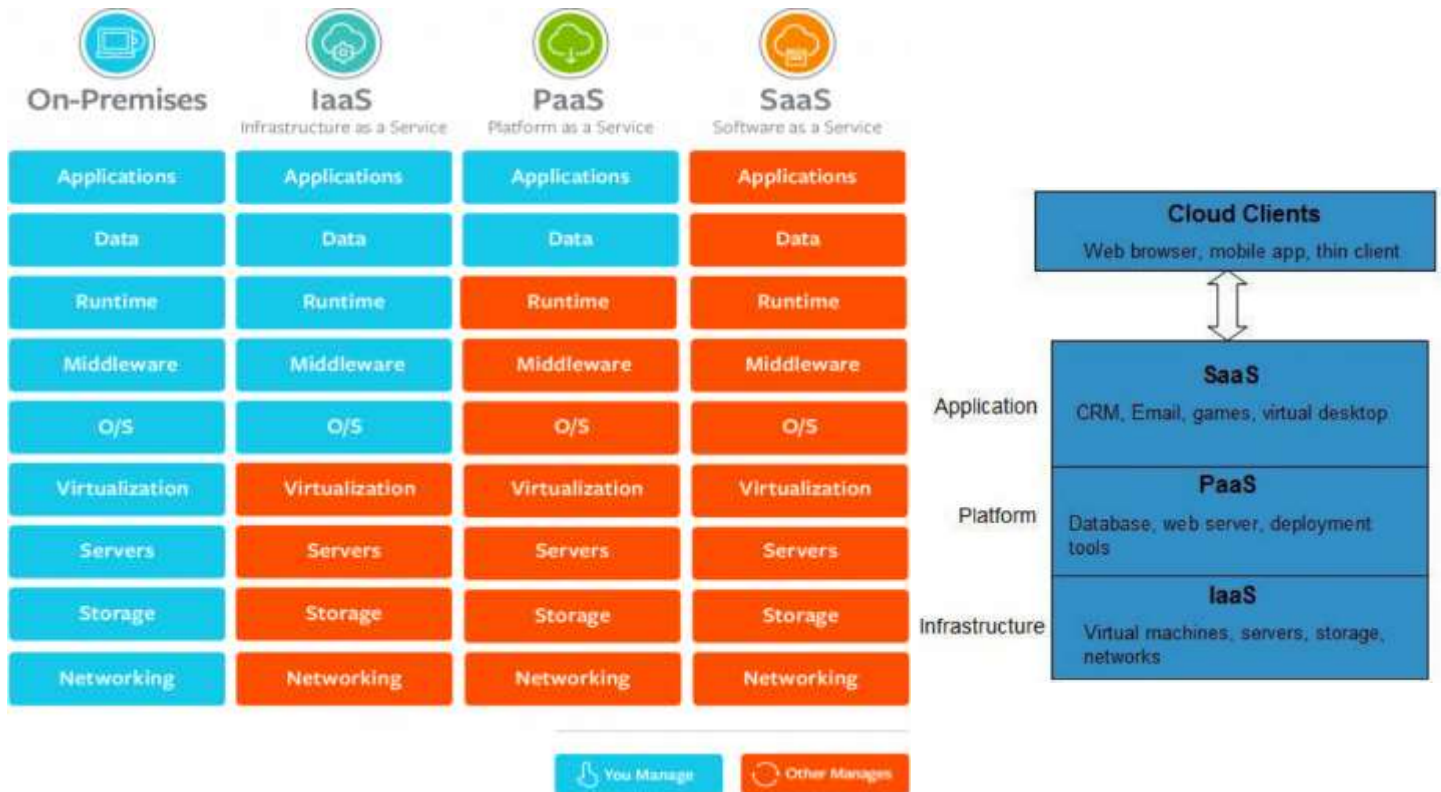 On-Premises
IaaS
Infrastructure as a Service
PaaS
Platform as a Service
SaaS
Software as a Service
Applications
Applications
Applications
Applications
Data
Data
Data
Data
Runtime
Runtime
Runtime
Runtime
Middleware
Middleware
Middleware
Middleware
O/S
O/S
O/S
O/S
Virtualization
Virtualization
Virtualization
Virtualization
Servers
Servers
Servers
Servers
Storage
Storage
Storage
Storage
Networking
Networking
Networking
Networking
You Manage
Other Manages
Cloud Clients
Web browser, mobile app, thin client
Application
SaaS
CRM, Email, games, virtual desktop
Platform
PaaS
Database, web server, deployment
tools
Infrastructure
IaaS
Virtual machines, servers, storage,
networks